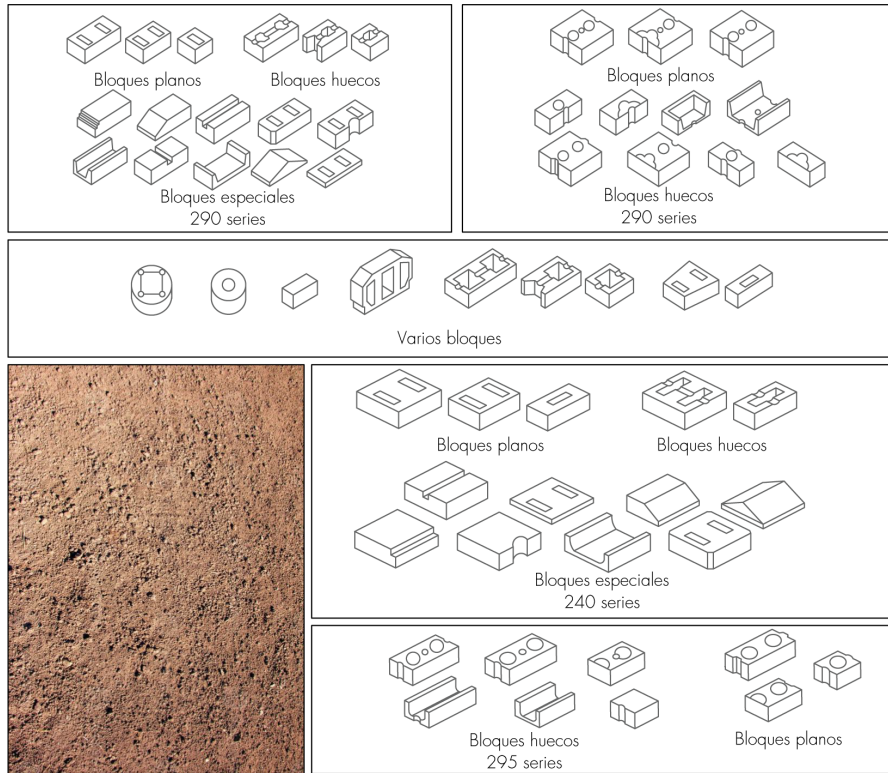 Bloques planos
Bloques huecos
Bloques especiales
290 series
Bloques planos
Bloques huecos
290 series
Varios bloques
Bloques planos
Bloques huecos
Bloques especiales
240 series
Bloques huecos
295 series
Bloques planos